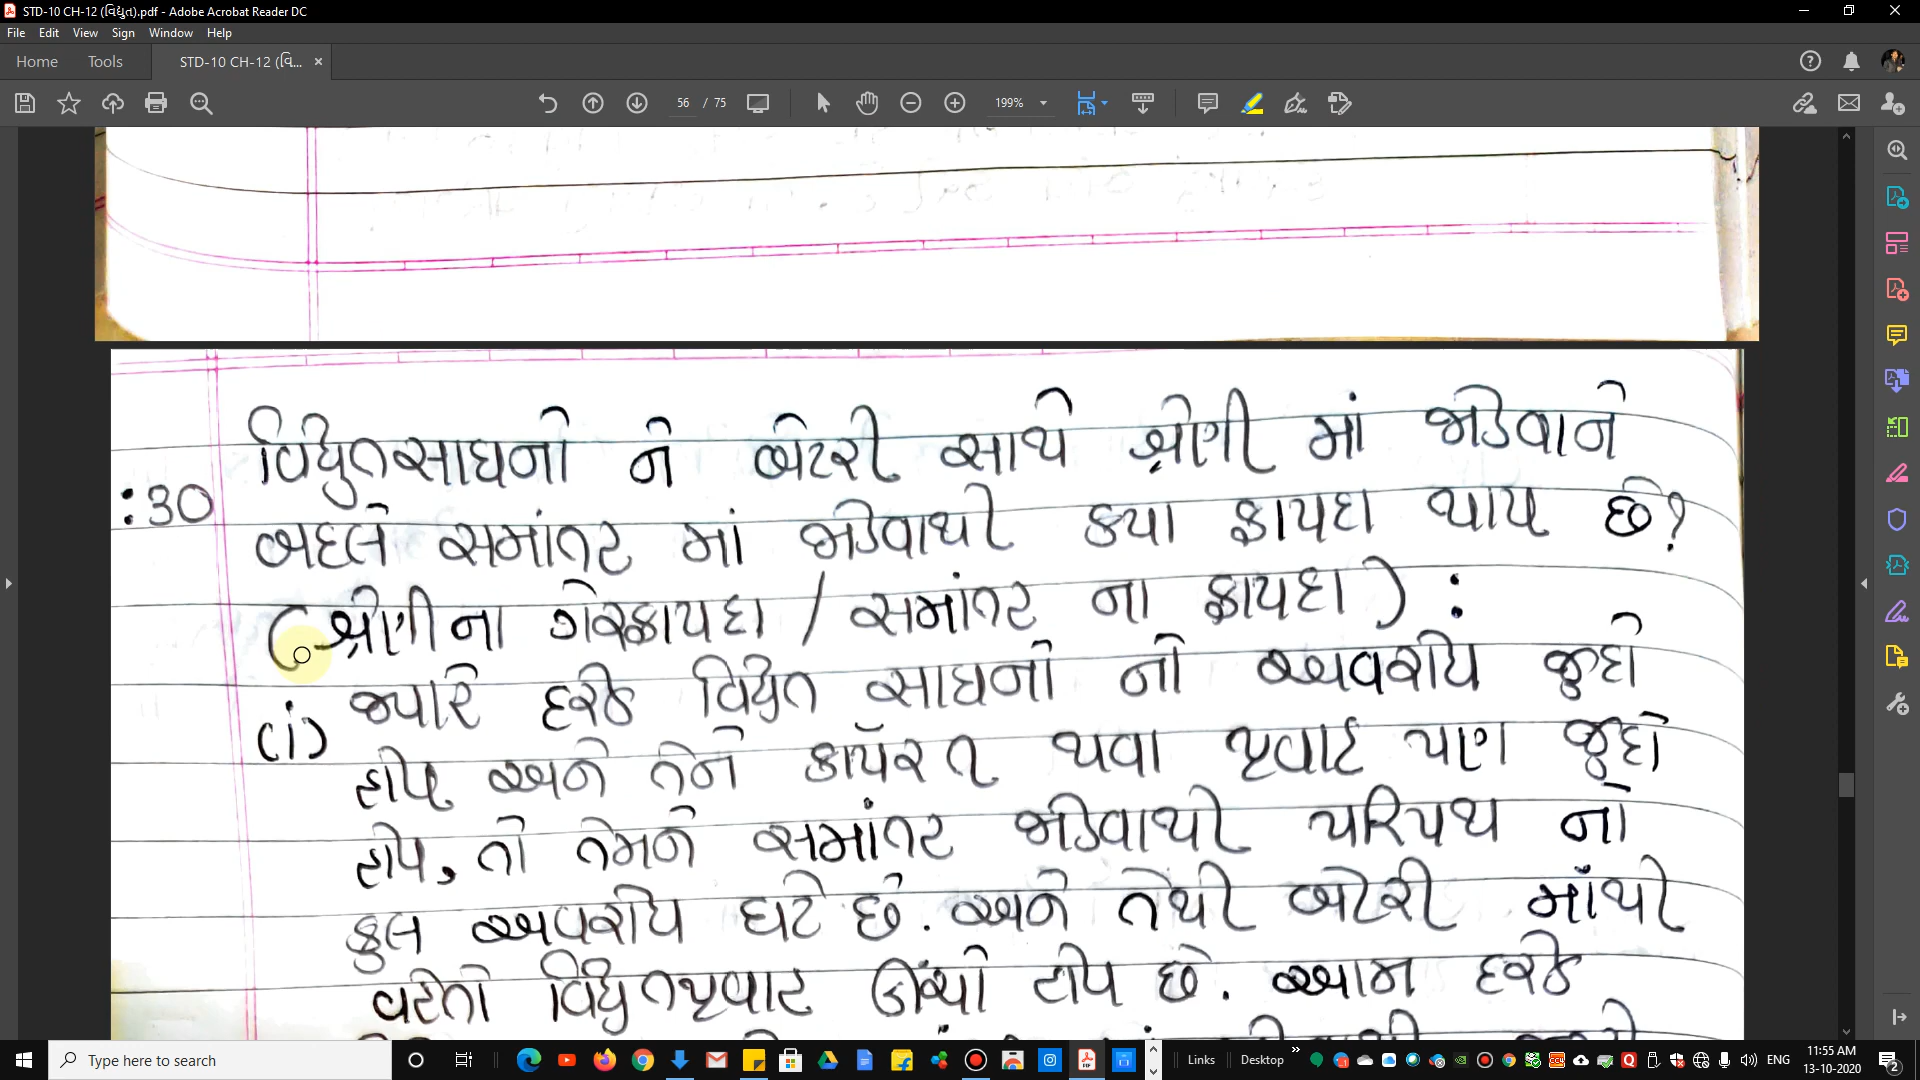 STD-10 CH-12 (વિદ્યુત).pdf - Adobe Acrobat Reader DC
File Edit View Sign Window Help
Home Tools STD-10 CH-12 (વિ... ×
56 / 75 199%
વિદ્યુતસાધનો ને બેટરી સાથે શ્રેણી માં જોડવાને
:30 બદલે સમાંતર માં જોડવાથી ક્યા ફાયદા થાય છે?
(શ્રેણીના ગેરફાયદા / સમાંતર ના ફાયદા) :
(i) જ્યારે દરેક વિદ્યુત સાધનો નો અવરોધ જુદો
હોય અને તેને કાર્યરત થવા પ્રવાહ પણ જુદો
હોય, તો તેમને સમાંતર જોડવાથી પરિપથ નો
કુલ અવરોધ ઘટે છે. અને તેથી બેટરી માંથી
વહેતો વિદ્યુતપ્રવાહ ઊંચો હોય છે. આમ દરેક
Type here to search
Links Desktop » ENG 11:55 AM
13-10-2020 2